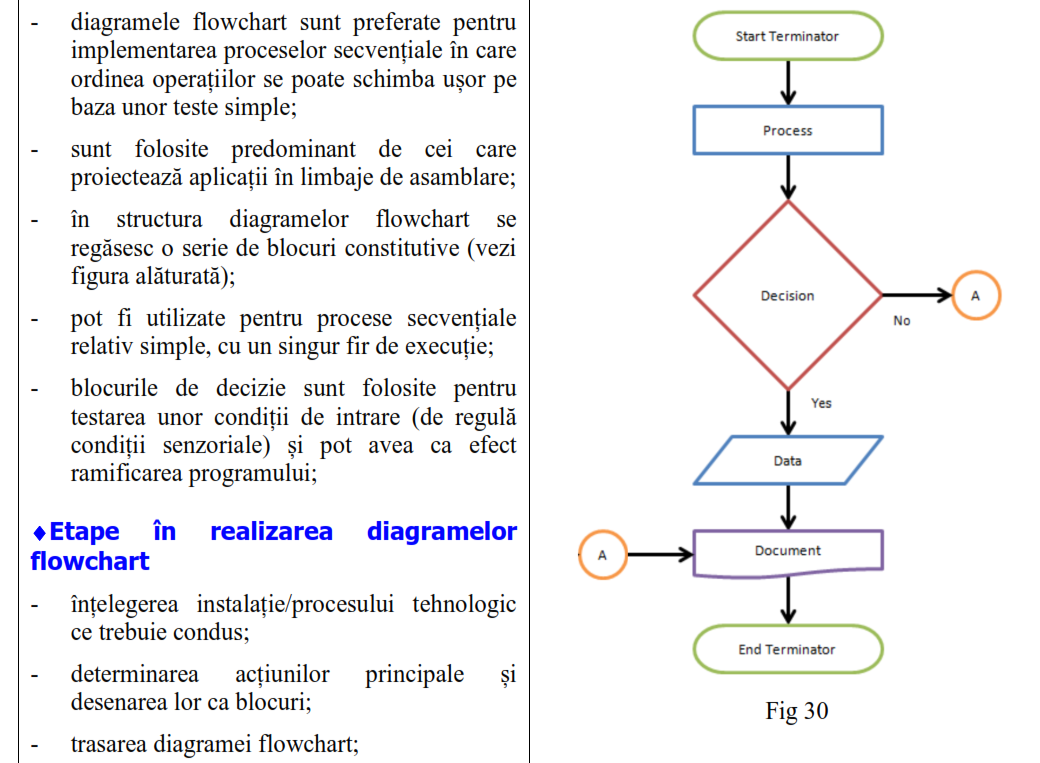 - diagramele flowchart sunt preferate pentru
implementarea proceselor secvențiale în care
ordinea operațiilor se poate schimba ușor pe
baza unor teste simple;
- sunt folosite predominant de cei care
proiectează aplicații în limbaje de asamblare;
- în structura diagramelor flowchart se
regăsesc o serie de blocuri constitutive (vezi
figura alăturată);
- pot fi utilizate pentru procese secvențiale
relativ simple, cu un singur fir de execuție;
- blocurile de decizie sunt folosite pentru
testarea unor condiții de intrare (de regulă
condiții senzoriale) și pot avea ca efect
ramificarea programului;
♦Etape în realizarea diagramelor
flowchart
- înțelegerea instalație/procesului tehnologic
ce trebuie condus;
- determinarea acțiunilor principale și
desenarea lor ca blocuri;
- trasarea diagramei flowchart;
Start Terminator
Process
Decision
A
No
Yes
Data
A
Document
End Terminator
Fig 30